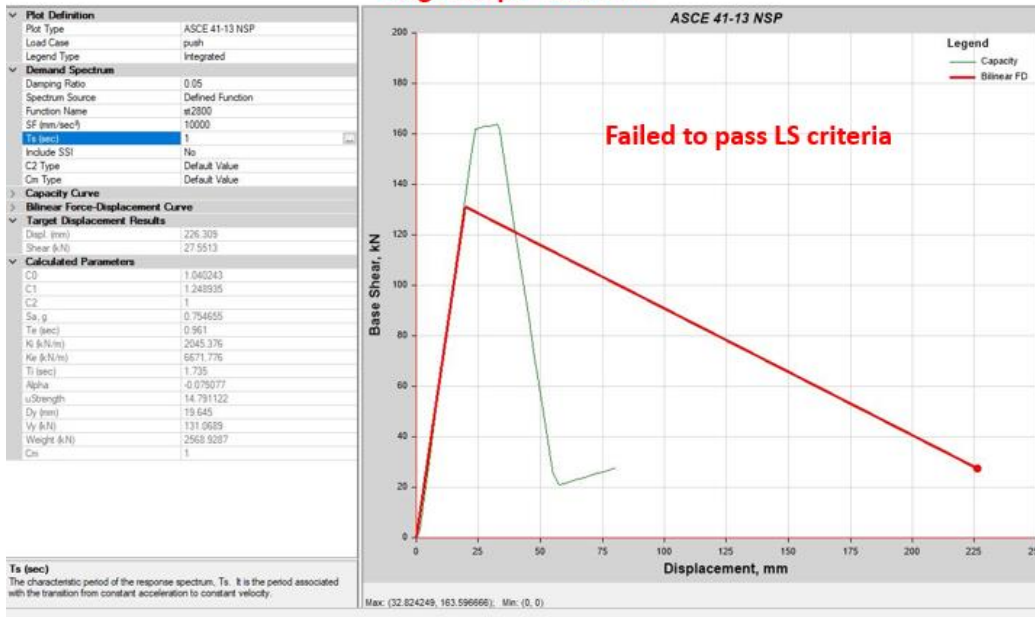 Plot Definition
Plot Type ASCE 41-13 NSP
Load Case push
Legend Type Integrated
Demand Spectrum
Damping Ratio 0.05
Spectrum Source Defined Function
Function Name st2800
SF (mm/sec²) 10000
Ts (sec) 1 ...
Include SSI No
C2 Type Default Value
Cm Type Default Value
Capacity Curve
Bilinear Force-Displacement Curve
Target Displacement Results
Displ. (mm) 226.309
Shear (kN) 27.5513
Calculated Parameters
C0 1.040243
C1 1.248935
C2 1
Sa, g 0.754655
Te (sec) 0.961
Ki (kN/m) 2045.376
Ke (kN/m) 6671.776
Ti (sec) 1.735
Alpha -0.075077
uStrength 14.791122
Dy (mm) 19.645
Vy (kN) 131.0689
Weight (kN) 2568.9287
Cm 1
Ts (sec)
The characteristic period of the response spectrum, Ts. It is the period associated
with the transition from constant acceleration to constant velocity.
ASCE 41-13 NSP
Legend
Capacity
Bilinear FD
Failed to pass LS criteria
Base Shear, kN
200
180
160
140
120
100
80
60
40
20
0
0 25 50 75 100 125 150 175 200 225
Displacement, mm
Max: (32.824249, 163.596666); Min: (0, 0)